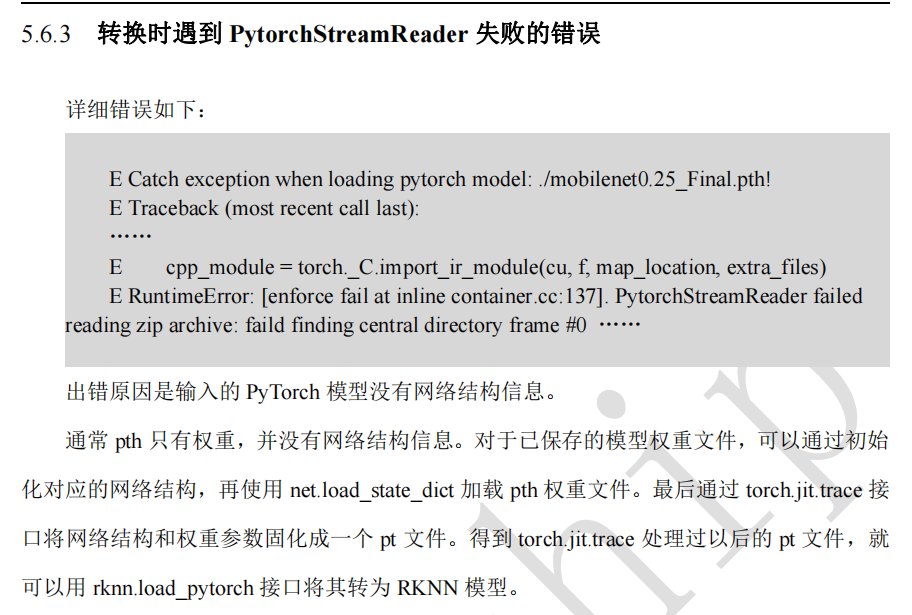 5.6.3 转换时遇到 PytorchStreamReader 失败的错误
详细错误如下：
E Catch exception when loading pytorch model: ./mobilenet0.25_Final.pth!
E Traceback (most recent call last):
……
E cpp_module = torch._C.import_ir_module(cu, f, map_location, extra_files)
E RuntimeError: [enforce fail at inline container.cc:137]. PytorchStreamReader failed
reading zip archive: faild finding central directory frame #0 ……
出错原因是输入的 PyTorch 模型没有网络结构信息。
通常 pth 只有权重，并没有网络结构信息。对于已保存的模型权重文件，可以通过初始
化对应的网络结构，再使用 net.load_state_dict 加载 pth 权重文件。最后通过 torch.jit.trace 接
口将网络结构和权重参数固化成一个 pt 文件。得到 torch.jit.trace 处理过以后的 pt 文件，就
可以用 rknn.load_pytorch 接口将其转为 RKNN 模型。
hip